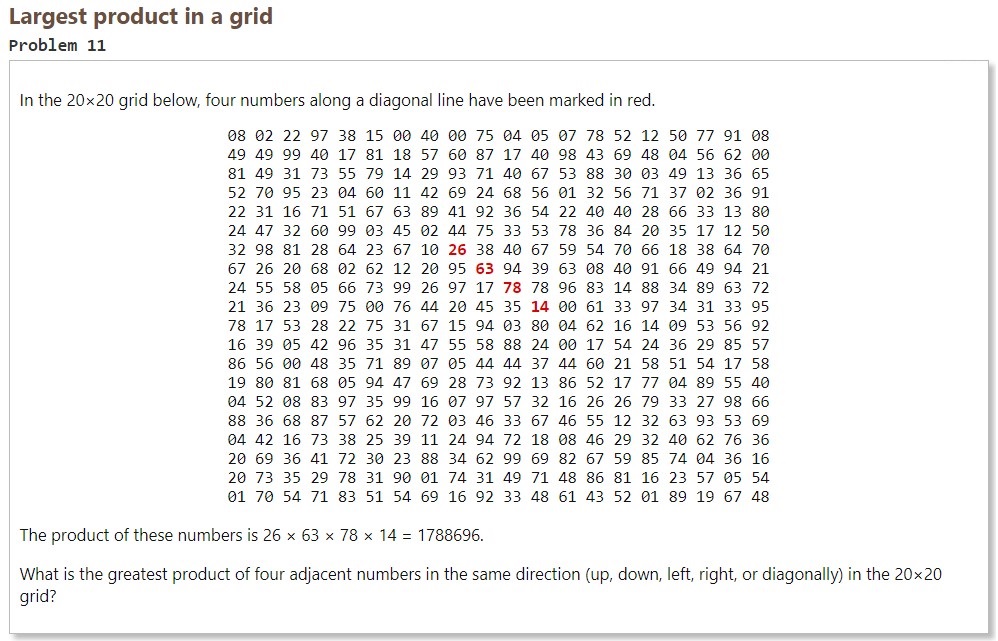 Largest product in a grid
Problem 11
In the 20×20 grid below, four numbers along a diagonal line have been marked in red.
08 02 22 97 38 15 00 40 00 75 04 05 07 78 52 12 50 77 91 08
49 49 99 40 17 81 18 57 60 87 17 40 98 43 69 48 04 56 62 00
81 49 31 73 55 79 14 29 93 71 40 67 53 88 30 03 49 13 36 65
52 70 95 23 04 60 11 42 69 24 68 56 01 32 56 71 37 02 36 91
22 31 16 71 51 67 63 89 41 92 36 54 22 40 40 28 66 33 13 80
24 47 32 60 99 03 45 02 44 75 33 53 78 36 84 20 35 17 12 50
32 98 81 28 64 23 67 10 26 38 40 67 59 54 70 66 18 38 64 70
67 26 20 68 02 62 12 20 95 63 94 39 63 08 40 91 66 49 94 21
24 55 58 05 66 73 99 26 97 17 78 78 96 83 14 88 34 89 63 72
21 36 23 09 75 00 76 44 20 45 35 14 00 61 33 97 34 31 33 95
78 17 53 28 22 75 31 67 15 94 03 80 04 62 16 14 09 53 56 92
16 39 05 42 96 35 31 47 55 58 88 24 00 17 54 24 36 29 85 57
86 56 00 48 35 71 89 07 05 44 44 37 44 60 21 58 51 54 17 58
19 80 81 68 05 94 47 69 28 73 92 13 86 52 17 77 04 89 55 40
04 52 08 83 97 35 99 16 07 97 57 32 16 26 26 79 33 27 98 66
88 36 68 87 57 62 20 72 03 46 33 67 46 55 12 32 63 93 53 69
04 42 16 73 38 25 39 11 24 94 72 18 08 46 29 32 40 62 76 36
20 69 36 41 72 30 23 88 34 62 99 69 82 67 59 85 74 04 36 16
20 73 35 29 78 31 90 01 74 31 49 71 48 86 81 16 23 57 05 54
01 70 54 71 83 51 54 69 16 92 33 48 61 43 52 01 89 19 67 48
The product of these numbers is 26 × 63 × 78 × 14 = 1788696.
What is the greatest product of four adjacent numbers in the same direction (up, down, left, right, or diagonally) in the 20×20
grid?